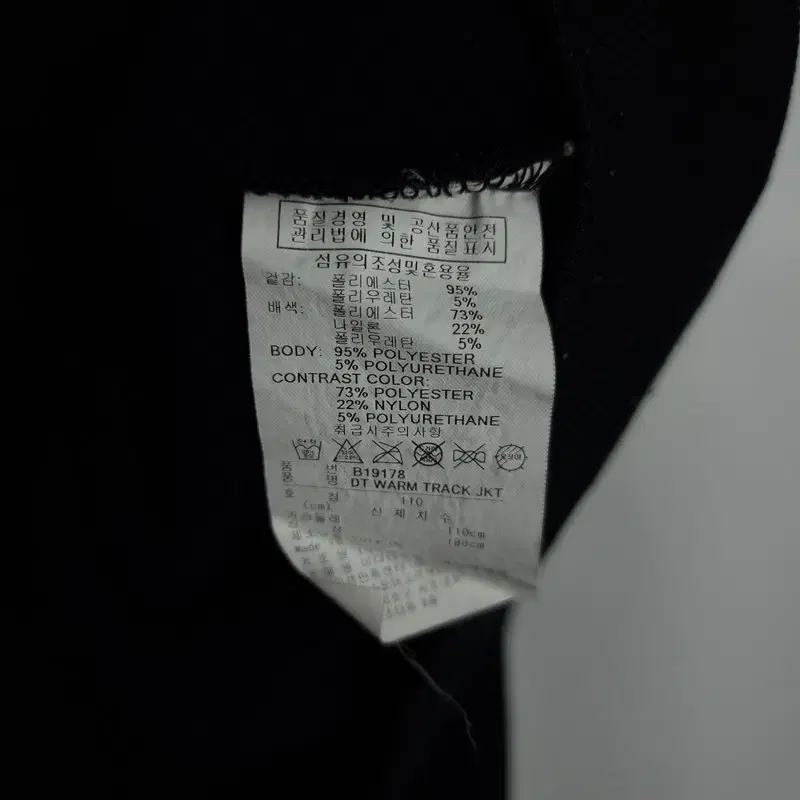 품질경영 및 공산품안전
관리법에 의한 품질표시
섬유의조성및혼용율
겉감: 폴리에스터 95%
폴리우레탄 5%
배색: 폴리에스터 73%
나일론 22%
폴리우레탄 5%
BODY: 95% POLYESTER
5% POLYURETHANE
CONTRAST COLOR:
73% POLYESTER
22% NYLON
5% POLYURETHANE
취급시주의사항
품 번: B19178
품 명: DT WARM TRACK JKT
호 칭 110
(cm) 신체치수
가슴둘레 110cm